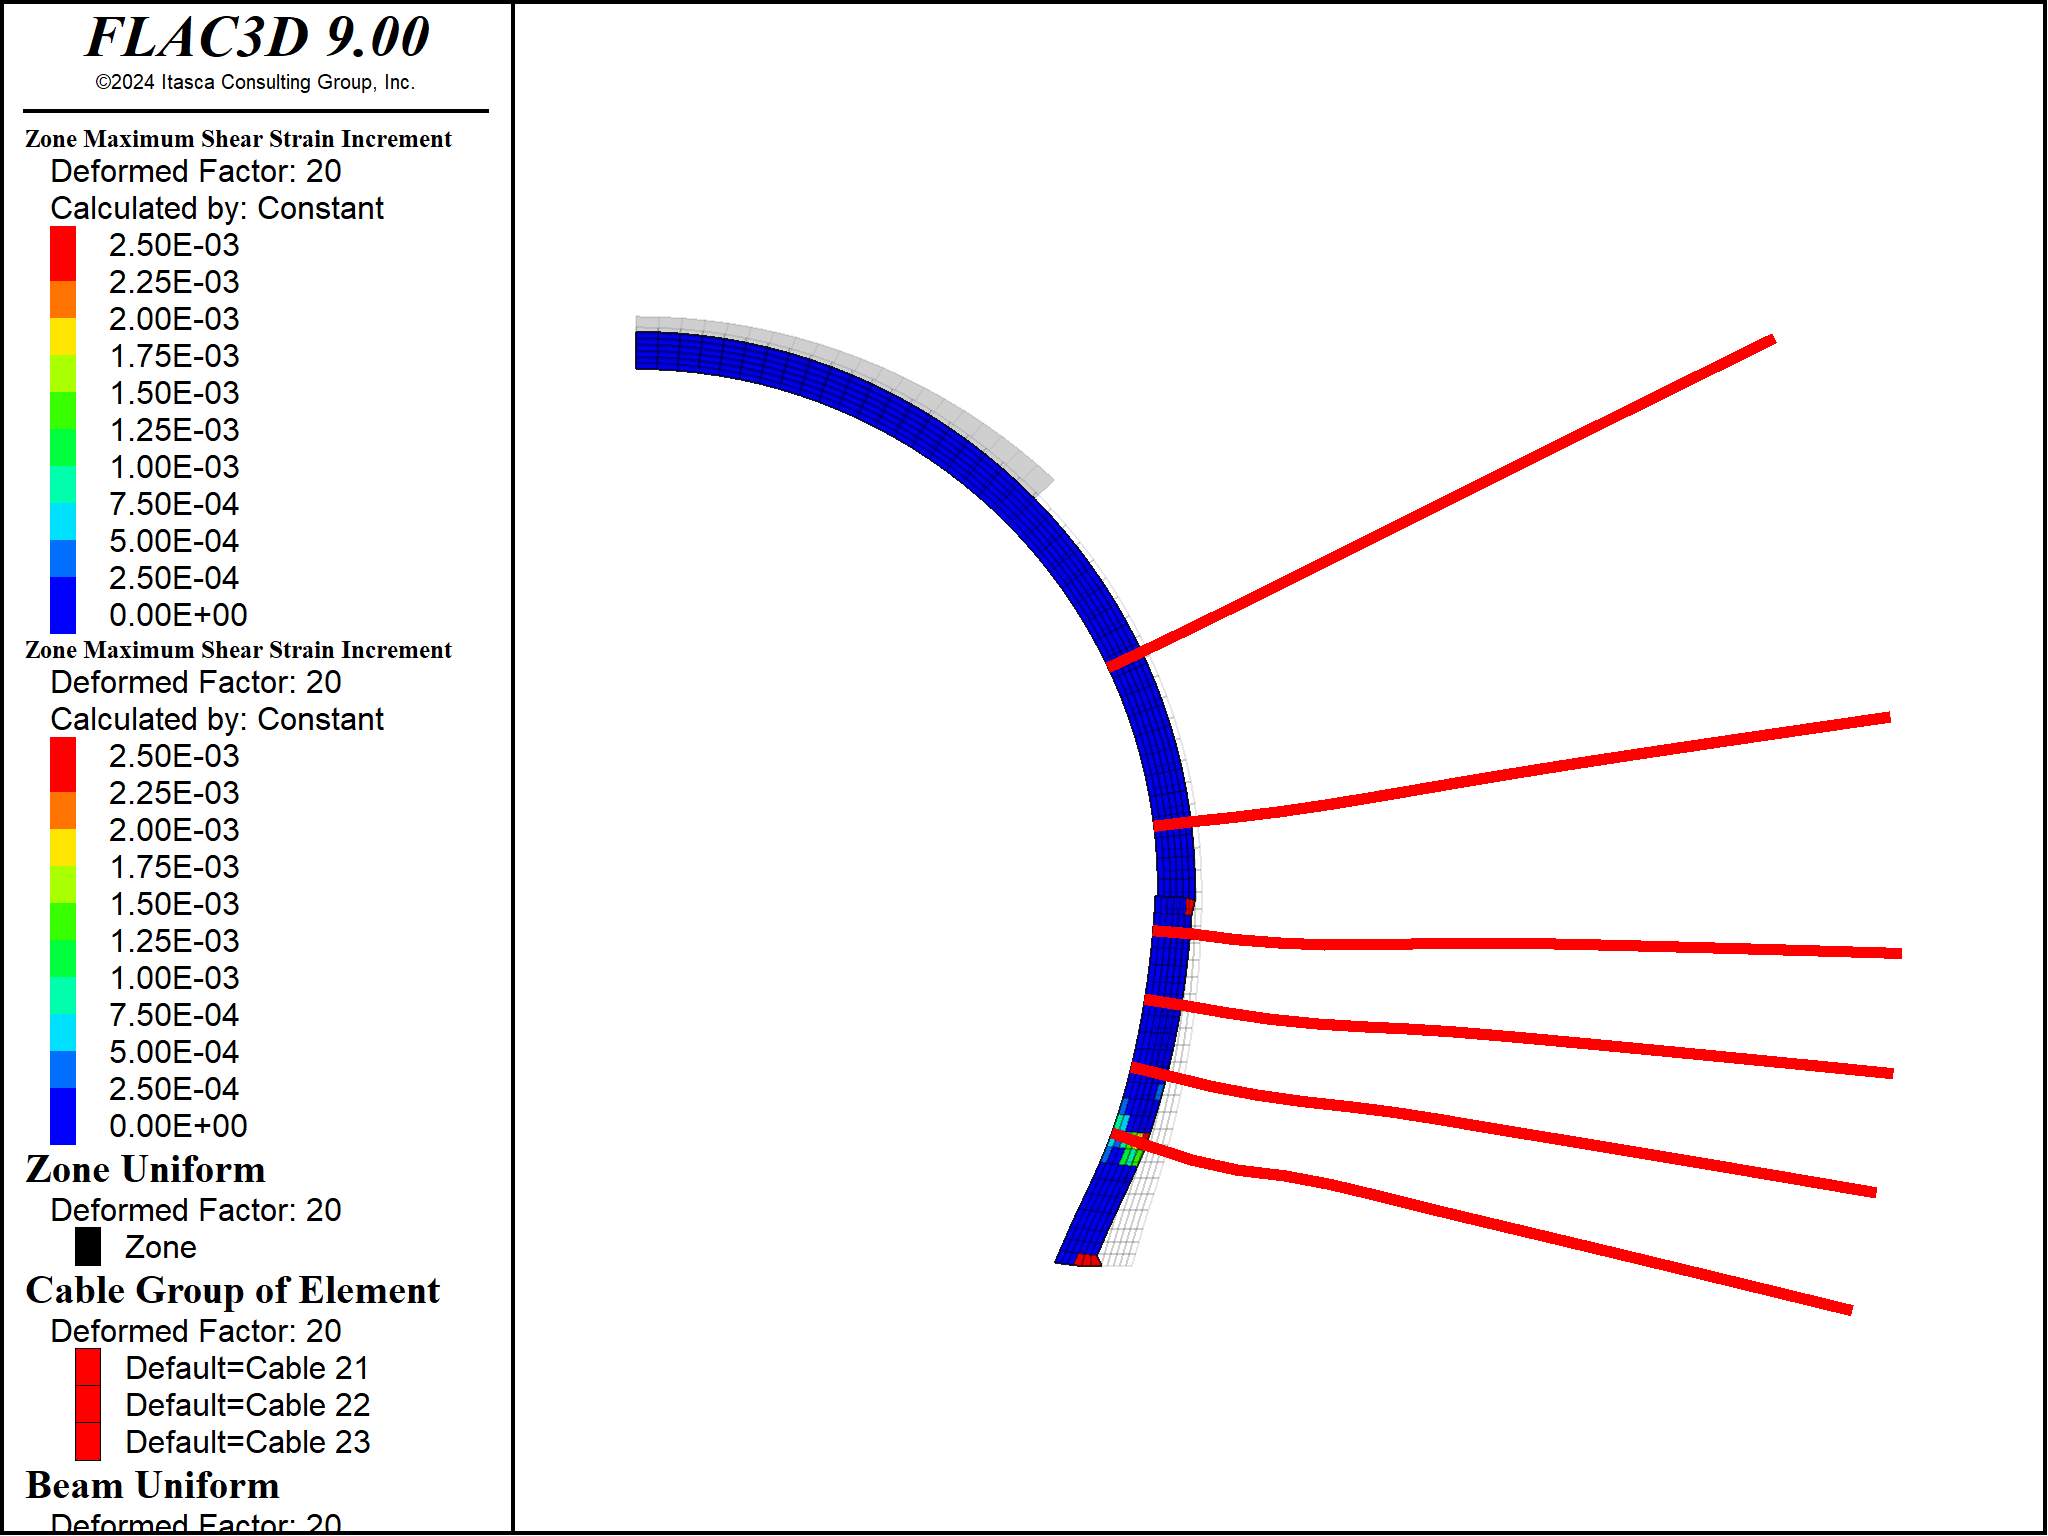 FLAC3D 9.00
©2024 Itasca Consulting Group, Inc.
Zone Maximum Shear Strain Increment
Deformed Factor: 20
Calculated by: Constant
2.50E-03
2.25E-03
2.00E-03
1.75E-03
1.50E-03
1.25E-03
1.00E-03
7.50E-04
5.00E-04
2.50E-04
0.00E+00
Zone Maximum Shear Strain Increment
Deformed Factor: 20
Calculated by: Constant
2.50E-03
2.25E-03
2.00E-03
1.75E-03
1.50E-03
1.25E-03
1.00E-03
7.50E-04
5.00E-04
2.50E-04
0.00E+00
Zone Uniform
Deformed Factor: 20
Zone
Cable Group of Element
Deformed Factor: 20
Default=Cable 21
Default=Cable 22
Default=Cable 23
Beam Uniform
Deformed Factor: 20